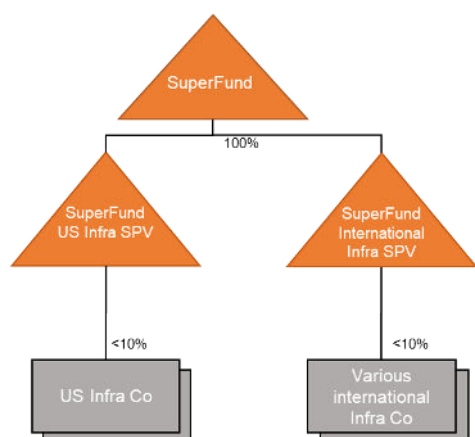 SuperFund
100%
SuperFund
US Infra SPV
SuperFund
International
Infra SPV
<10%
<10%
US Infra Co
Various
international
Infra Co